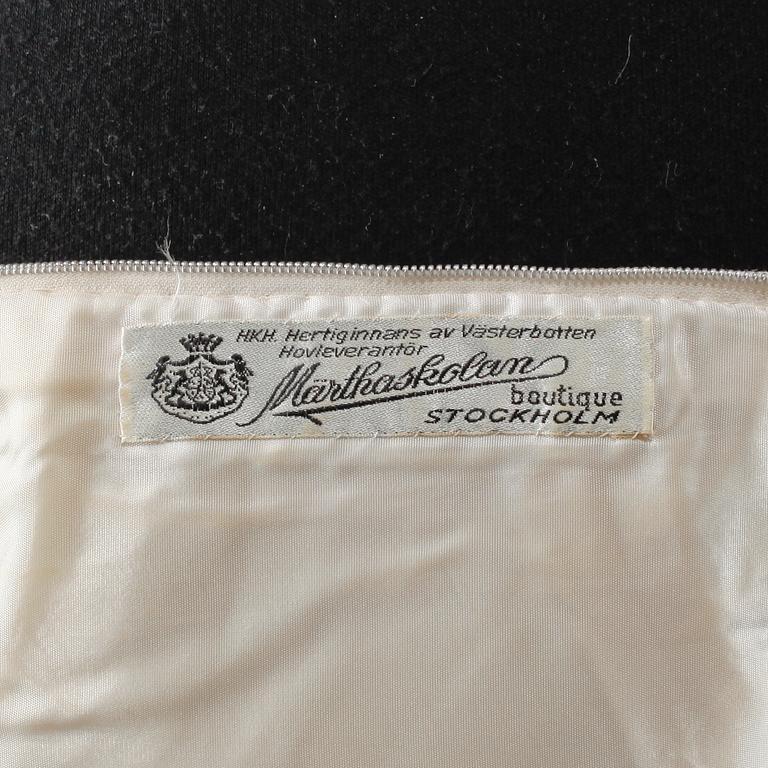 HKH. Hertiginnans av Västerbotten
Hovleverantör
Märthaskolan
boutique
STOCKHOLM